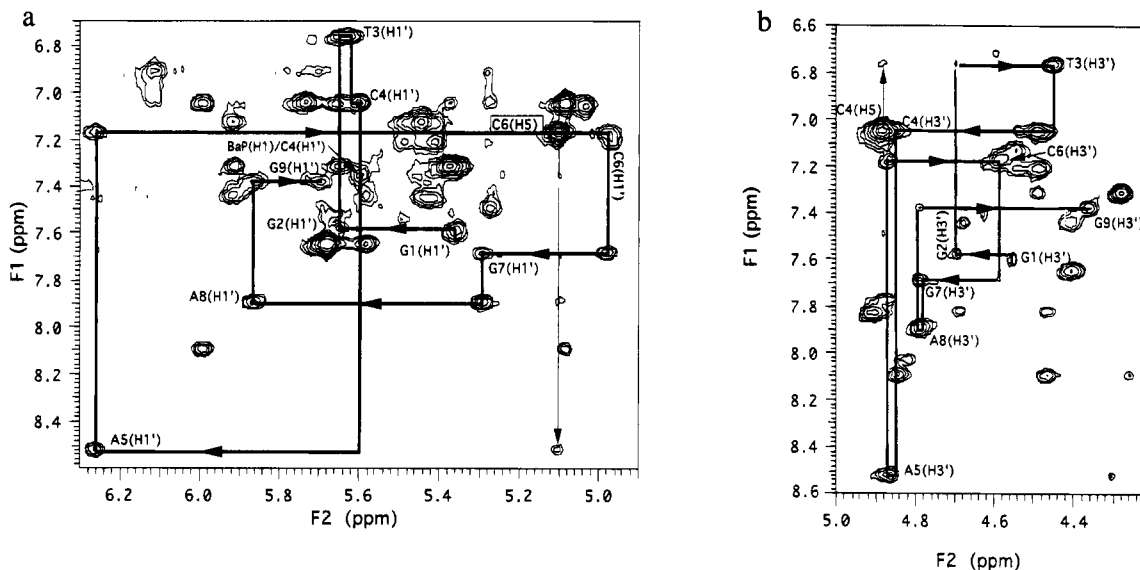 a
b
6.8
7.0
7.2
7.4
7.6
7.8
8.0
8.2
8.4
F1 (ppm)
6.2 6.0 5.8 5.6 5.4 5.2 5.0
F2 (ppm)
T3(H1')
C4(H1')
C6(H5)
BaP(H1)/C4(H1')
G9(H1')
C6(H1')
G2(H1')
G1(H1')
G7(H1')
A8(H1')
A5(H1')
6.6
6.8
7.0
7.2
7.4
7.6
7.8
8.0
8.2
8.4
8.6
F1 (ppm)
5.0 4.8 4.6 4.4
F2 (ppm)
T3(H3')
C4(H5)
C4(H3')
C6(H3')
G9(H3')
G2(H3')
G1(H3')
G7(H3')
A8(H3')
A5(H3')